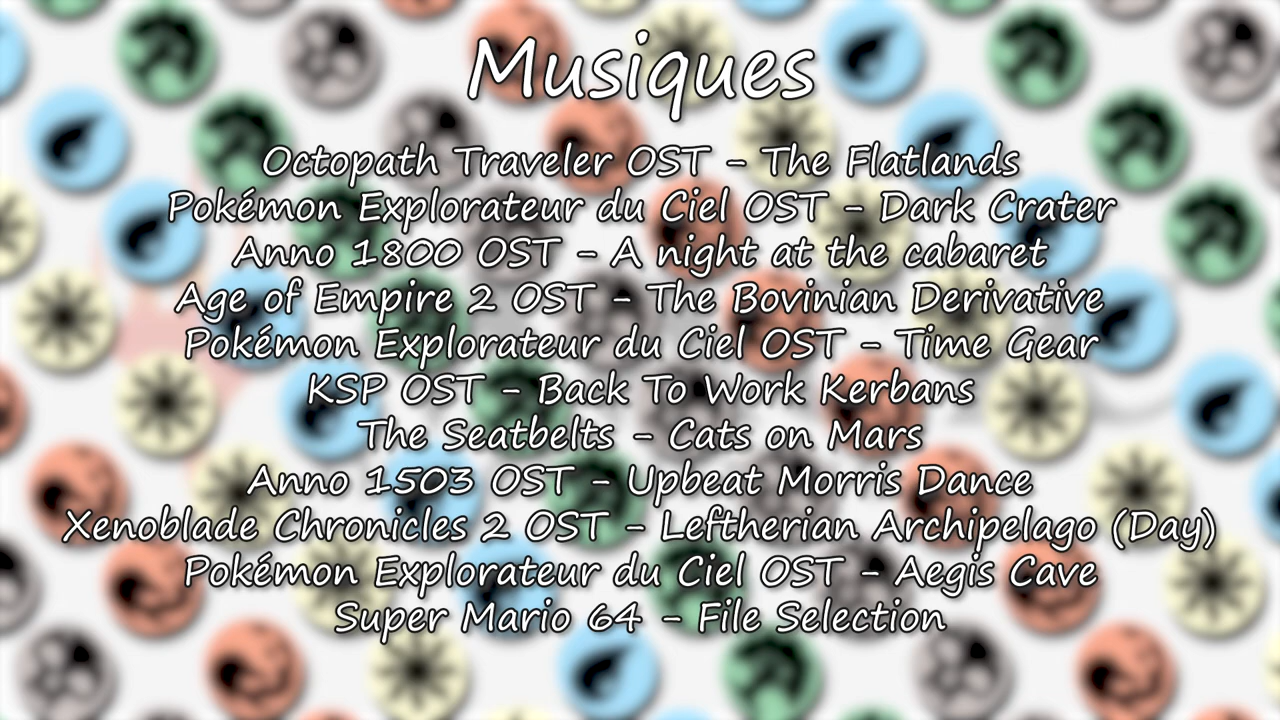 Musiques
Octopath Traveler OST - The Flatlands
Pokémon Explorateur du Ciel OST - Dark Crater
Anno 1800 OST - A night at the cabaret
Age of Empire 2 OST - The Bovinian Derivative
Pokémon Explorateur du Ciel OST - Time Gear
KSP OST - Back To Work Kerbans
The Seatbelts - Cats on Mars
Anno 1503 OST - Upbeat Morris Dance
Xenoblade Chronicles 2 OST - Leftherian Archipelago (Day)
Pokémon Explorateur du Ciel OST - Aegis Cave
Super Mario 64 - File Selection